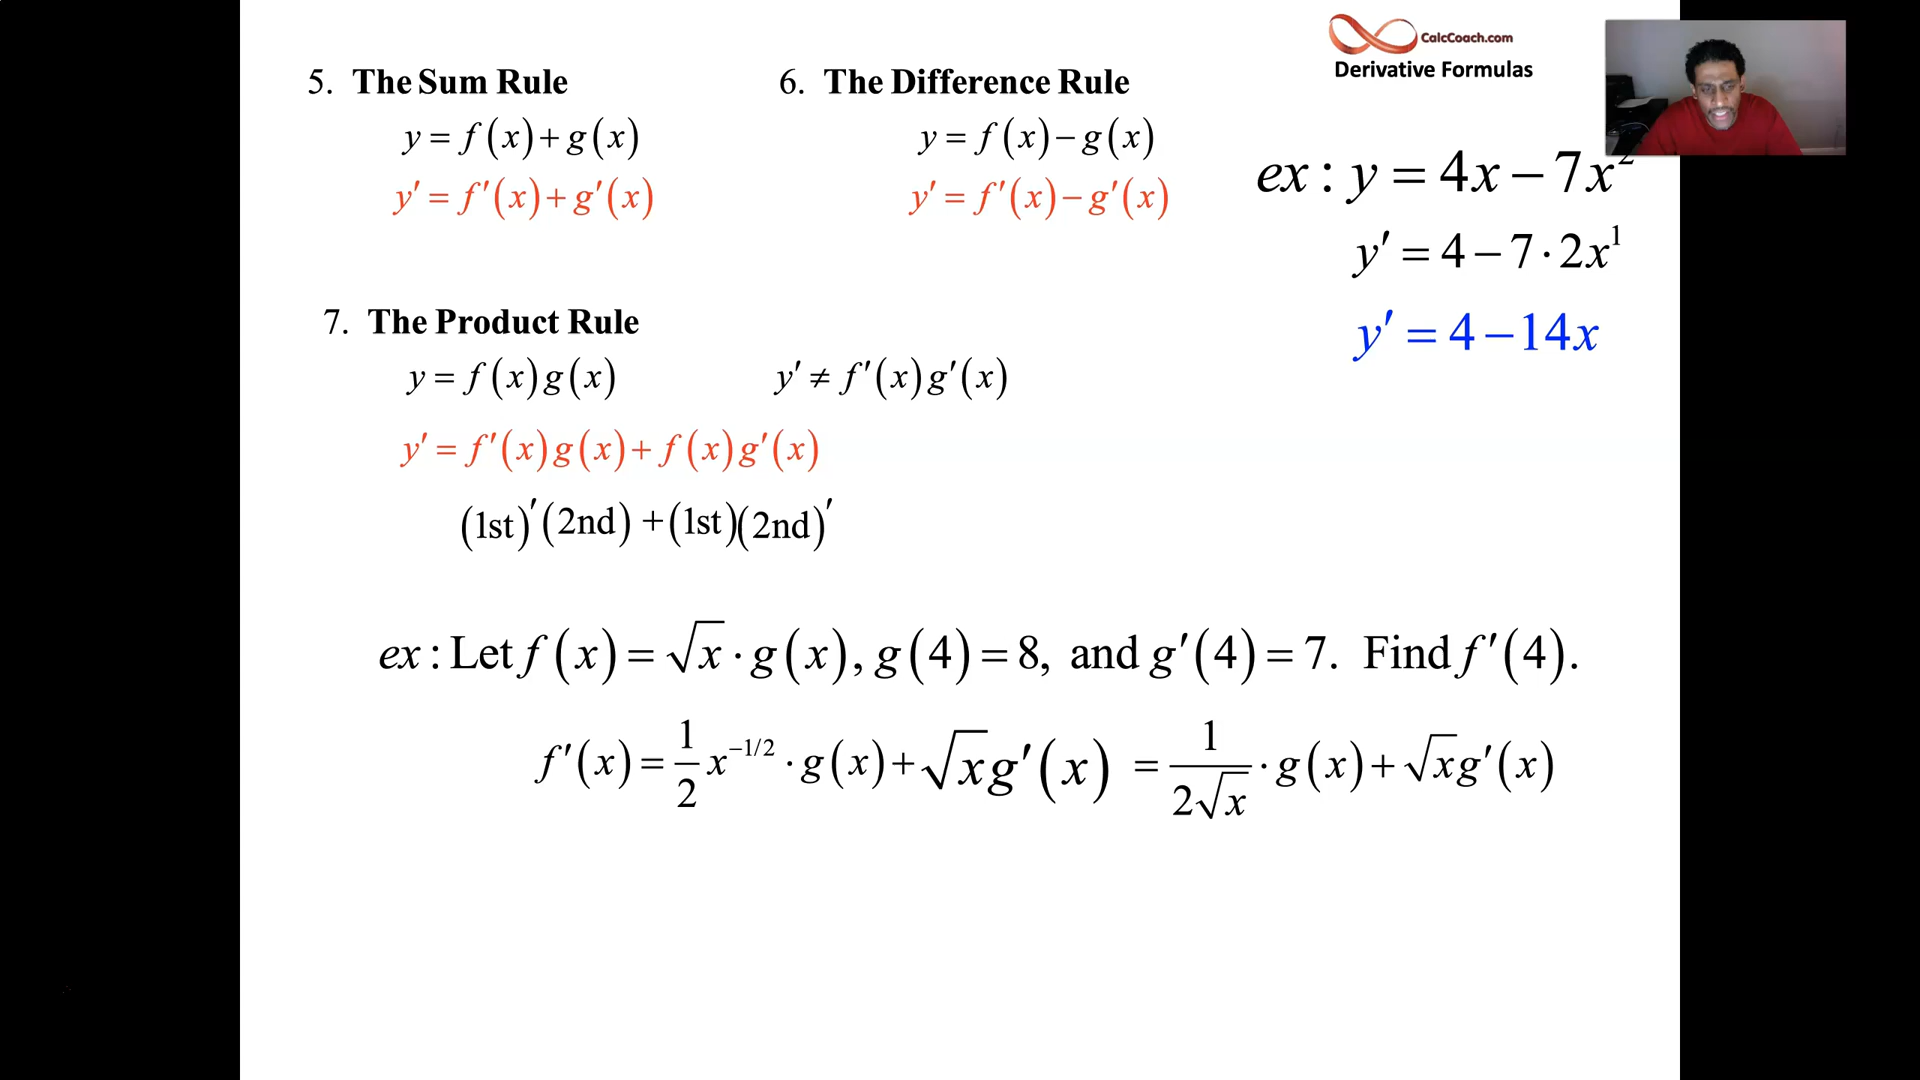 CalcCoach.com
Derivative Formulas
5. The Sum Rule
y = f(x) + g(x)
y′ = f′(x) + g′(x)
6. The Difference Rule
y = f(x) − g(x)
y′ = f′(x) − g′(x)
ex: y = 4x − 7x²
y′ = 4 − 7 · 2x¹
y′ = 4 − 14x
7. The Product Rule
y = f(x)g(x)
y′ ≠ f′(x)g′(x)
y′ = f′(x)g(x) + f(x)g′(x)
(1st)′(2nd) + (1st)(2nd)′
ex: Let f(x) = √x · g(x), g(4) = 8, and g′(4) = 7. Find f′(4).
f′(x) = 1/2 x^(−1/2) · g(x) + √x g′(x) = 1/(2√x) · g(x) + √x g′(x)